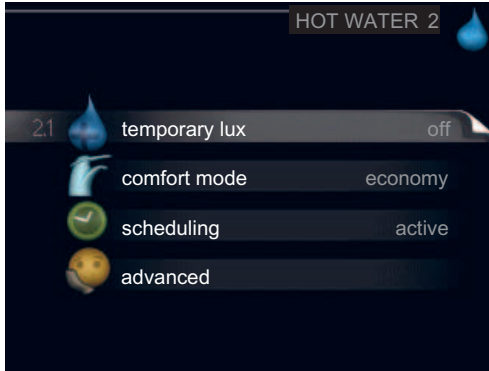 HOT WATER 2
2.1 temporary lux off
comfort mode economy
scheduling active
advanced